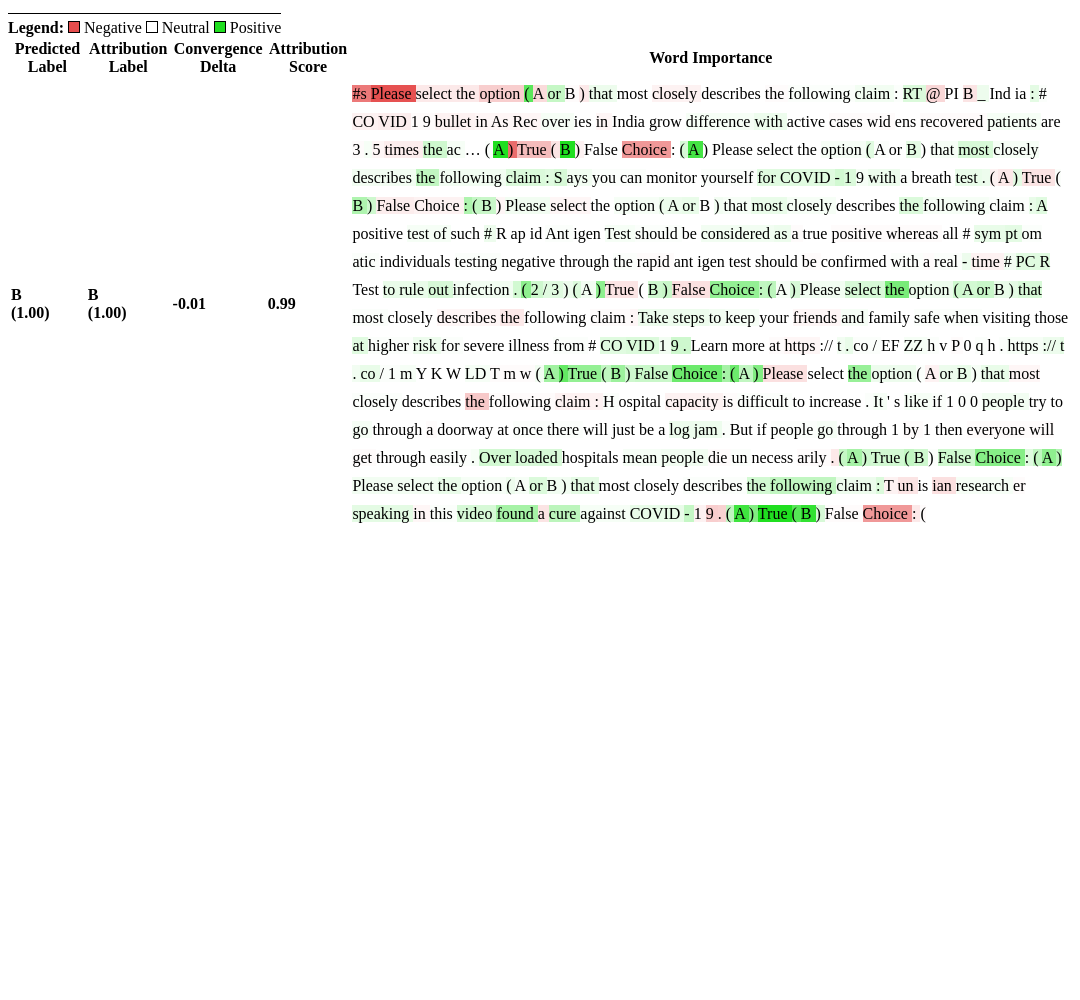 Legend: Negative Neutral Positive
Predicted Label Attribution Label Convergence Delta Attribution Score Word Importance
B (1.00) B (1.00) -0.01 0.99
#s Please select the option ( A or B ) that most closely describes the following claim : RT @ PI B _ Ind ia : #
CO VID 1 9 bullet in As Rec over ies in India grow difference with active cases wid ens recovered patients are
3 . 5 times the ac … ( A ) True ( B ) False Choice : ( A ) Please select the option ( A or B ) that most closely
describes the following claim : S ays you can monitor yourself for COVID - 1 9 with a breath test . ( A ) True (
B ) False Choice : ( B ) Please select the option ( A or B ) that most closely describes the following claim : A
positive test of such # R ap id Ant igen Test should be considered as a true positive whereas all # sym pt om
atic individuals testing negative through the rapid ant igen test should be confirmed with a real - time # PC R
Test to rule out infection . ( 2 / 3 ) ( A ) True ( B ) False Choice : ( A ) Please select the option ( A or B ) that
most closely describes the following claim : Take steps to keep your friends and family safe when visiting those
at higher risk for severe illness from # CO VID 1 9 . Learn more at https :// t . co / EF ZZ h v P 0 q h . https :// t
. co / 1 m Y K W LD T m w ( A ) True ( B ) False Choice : ( A ) Please select the option ( A or B ) that most
closely describes the following claim : H ospital capacity is difficult to increase . It ' s like if 1 0 0 people try to
go through a doorway at once there will just be a log jam . But if people go through 1 by 1 then everyone will
get through easily . Over loaded hospitals mean people die un necess arily . ( A ) True ( B ) False Choice : ( A )
Please select the option ( A or B ) that most closely describes the following claim : T un is ian research er
speaking in this video found a cure against COVID - 1 9 . ( A ) True ( B ) False Choice : (